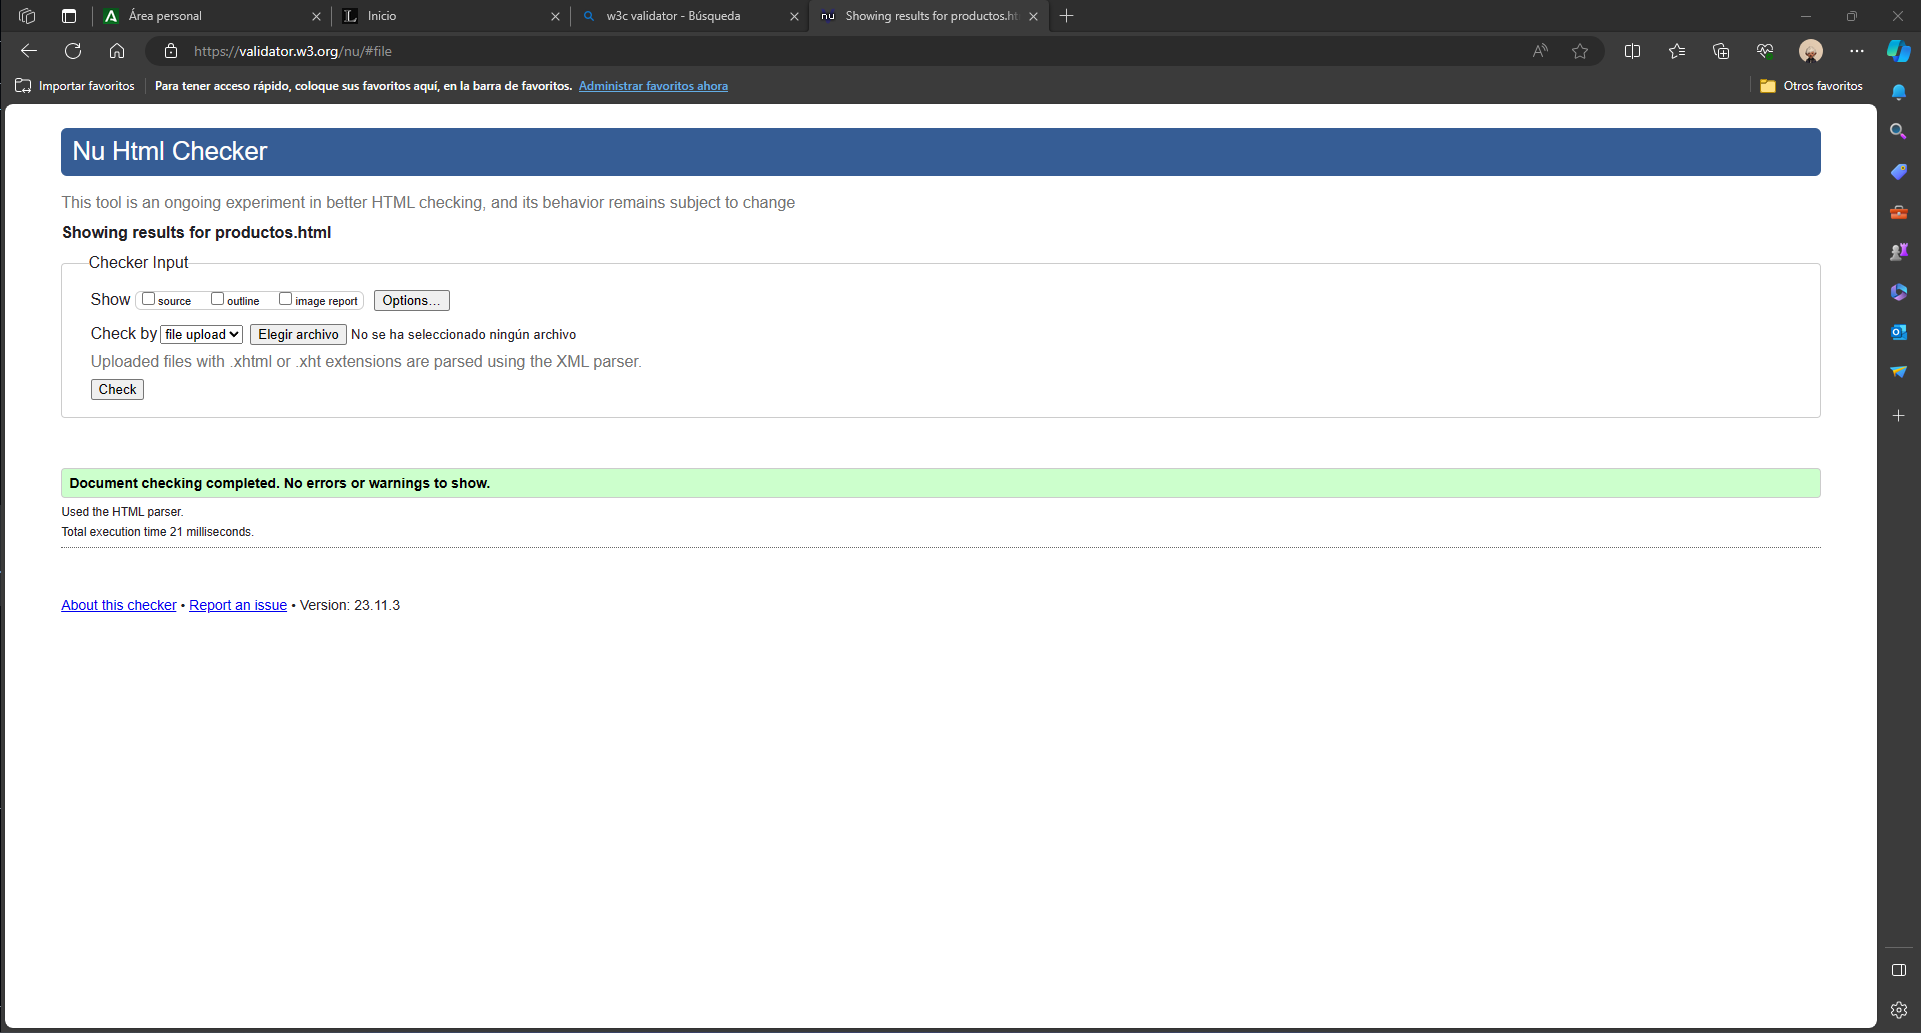 Área personal
Inicio
w3c validator - Búsqueda
nu Showing results for productos.ht
https://validator.w3.org/nu/#file
Importar favoritos
Para tener acceso rápido, coloque sus favoritos aquí, en la barra de favoritos. Administrar favoritos ahora
Otros favoritos
Nu Html Checker
This tool is an ongoing experiment in better HTML checking, and its behavior remains subject to change
Showing results for productos.html
Checker Input
Show source outline image report Options...
Check by file upload Elegir archivo No se ha seleccionado ningún archivo
Uploaded files with .xhtml or .xht extensions are parsed using the XML parser.
Check
Document checking completed. No errors or warnings to show.
Used the HTML parser.
Total execution time 21 milliseconds.
About this checker • Report an issue • Version: 23.11.3